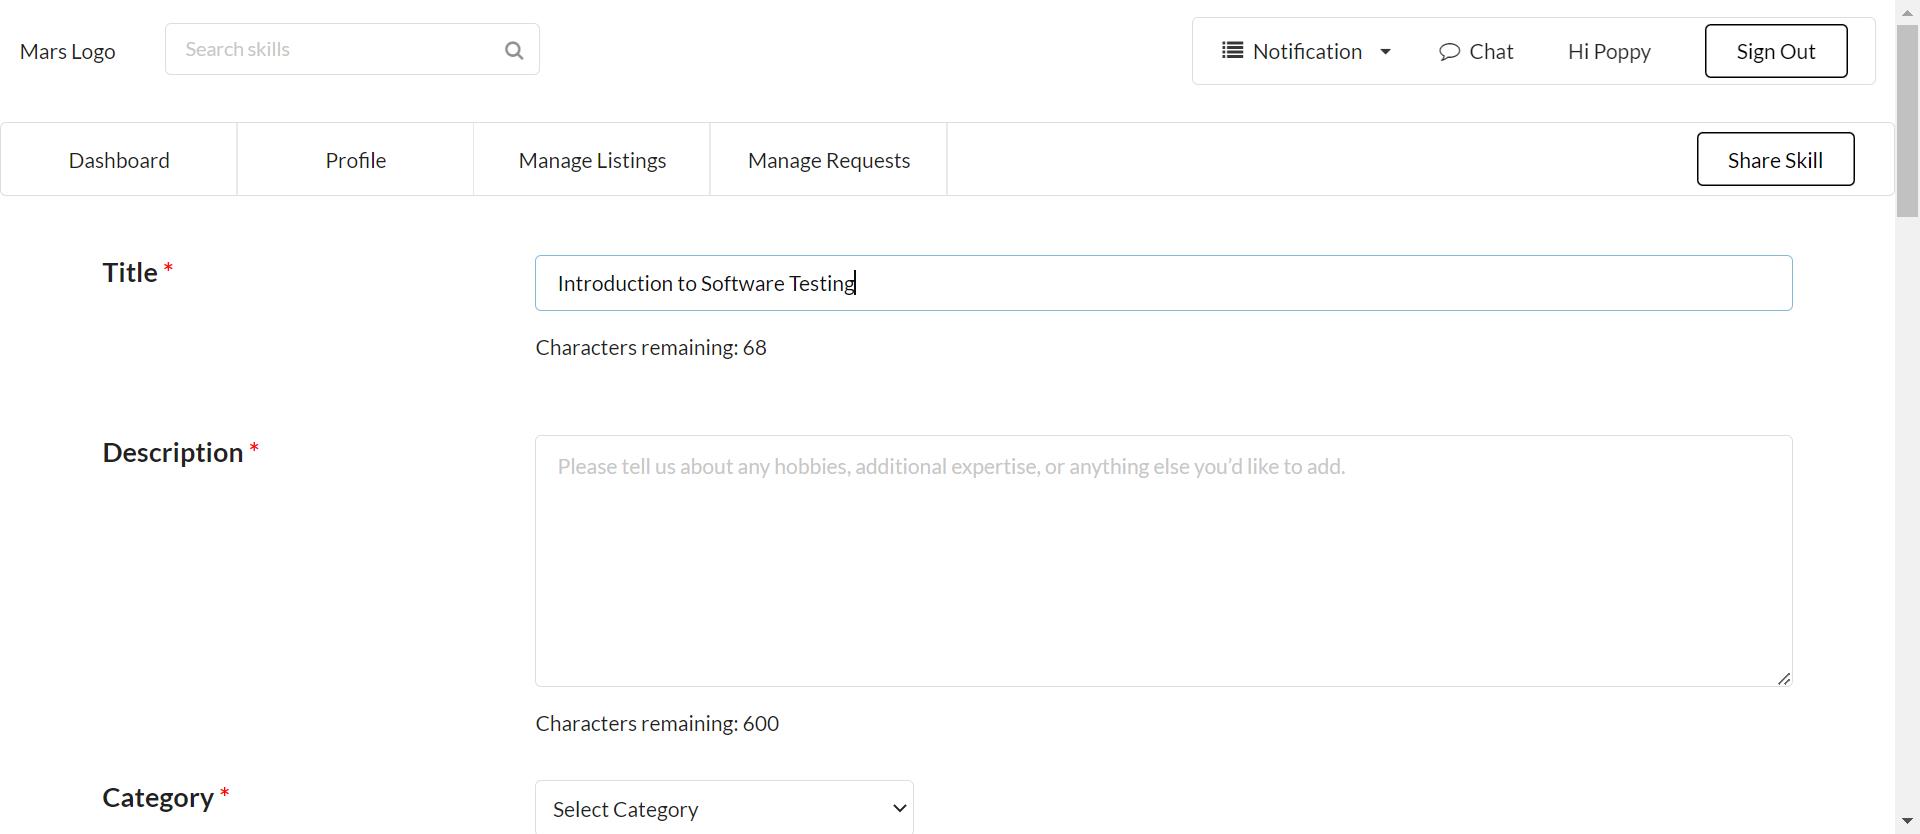 Mars Logo
Search skills
Notification
Chat
Hi Poppy
Sign Out
Dashboard
Profile
Manage Listings
Manage Requests
Share Skill
Title *
Introduction to Software Testing
Characters remaining: 68
Description *
Please tell us about any hobbies, additional expertise, or anything else you’d like to add.
Characters remaining: 600
Category *
Select Category